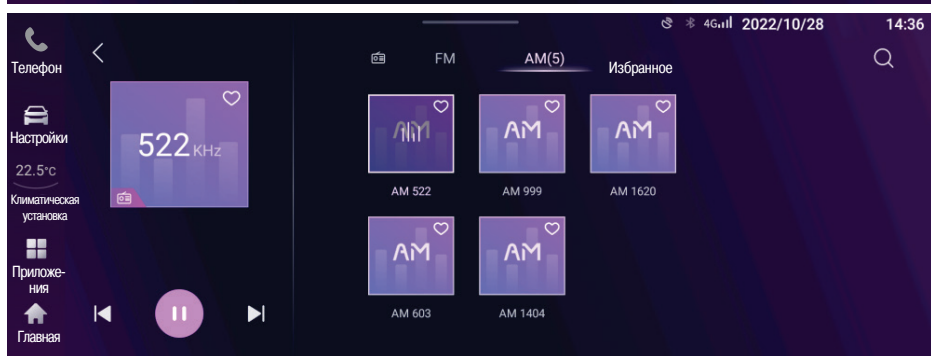 4G 2022/10/28 14:36
Телефон
FM AM(5) Избранное
Настройки
522 KHz
22.5°C
Климатическая
установка
AM AM AM
AM 522 AM 999 AM 1620
Приложе-
ния
AM AM
AM 603 AM 1404
Главная